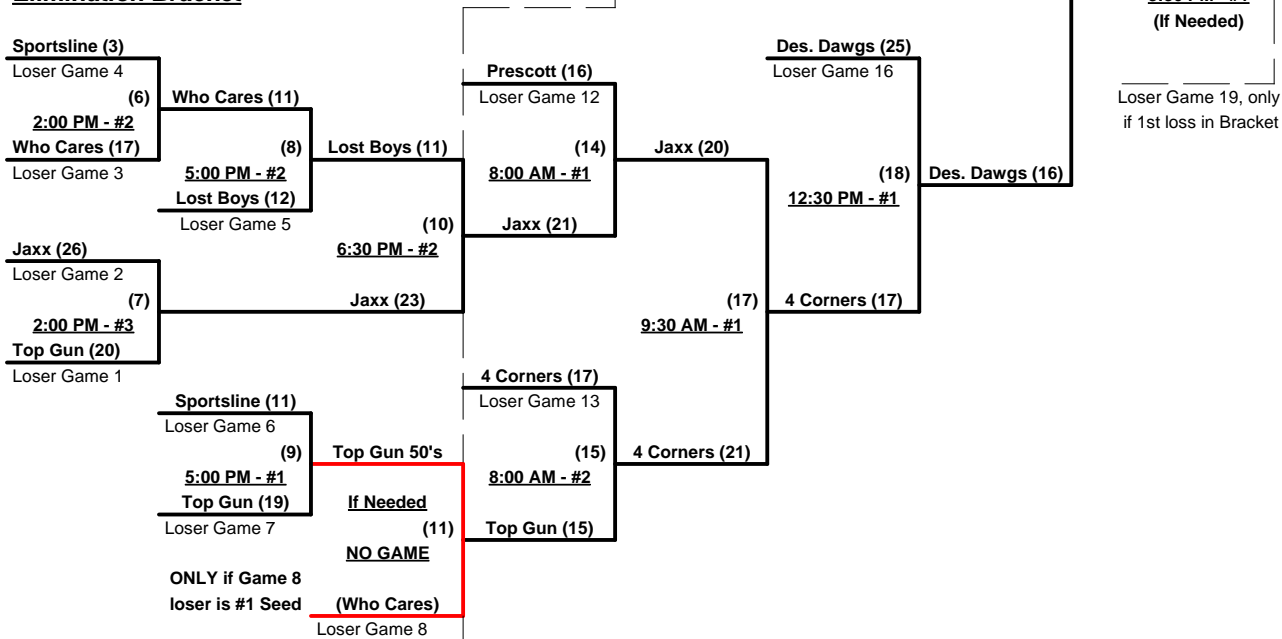 Elimination Bracket
(If Needed)
Loser Game 19, only
if 1st loss in Bracket
Sportsline (3)
Loser Game 4
(6)
2:00 PM - #2
Who Cares (17)
Loser Game 3
Who Cares (11)
(8)
5:00 PM - #2
Lost Boys (12)
Loser Game 5
Lost Boys (11)
(10)
6:30 PM - #2
Jaxx (26)
Loser Game 2
(7)
2:00 PM - #3
Top Gun (20)
Loser Game 1
Jaxx (23)
Sportsline (11)
Loser Game 6
(9)
5:00 PM - #1
Top Gun (19)
Loser Game 7
Top Gun 50's
If Needed
(11)
NO GAME
ONLY if Game 8
loser is #1 Seed
(Who Cares)
Loser Game 8
Prescott (16)
Loser Game 12
(14)
8:00 AM - #1
Jaxx (21)
Jaxx (20)
4 Corners (17)
Loser Game 13
(15)
8:00 AM - #2
Top Gun (15)
4 Corners (21)
(17)
9:30 AM - #1
Des. Dawgs (25)
Loser Game 16
(18)
12:30 PM - #1
4 Corners (17)
Des. Dawgs (16)